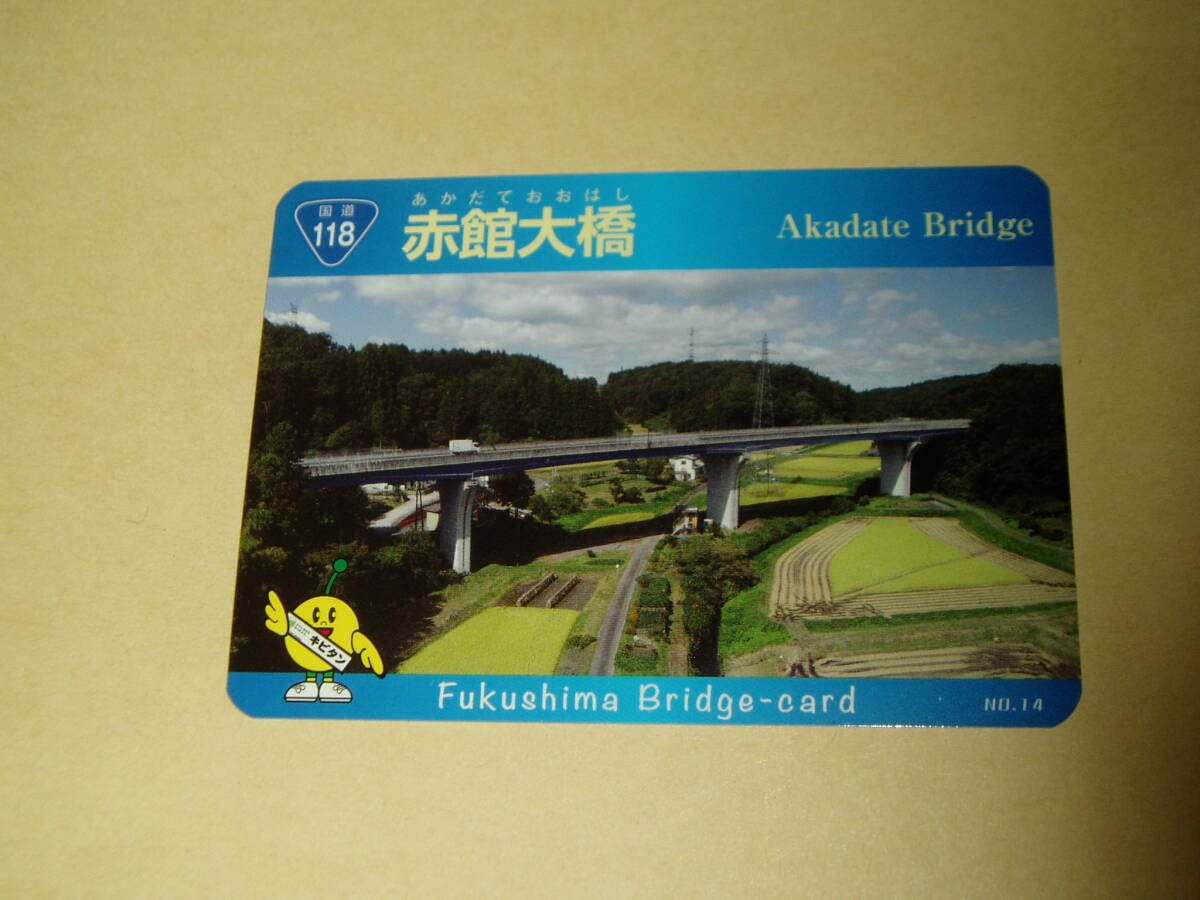 国道
118
あかだておおはし
赤館大橋
Akadate Bridge
キビタン
Fukushima Bridge-card
NO.14